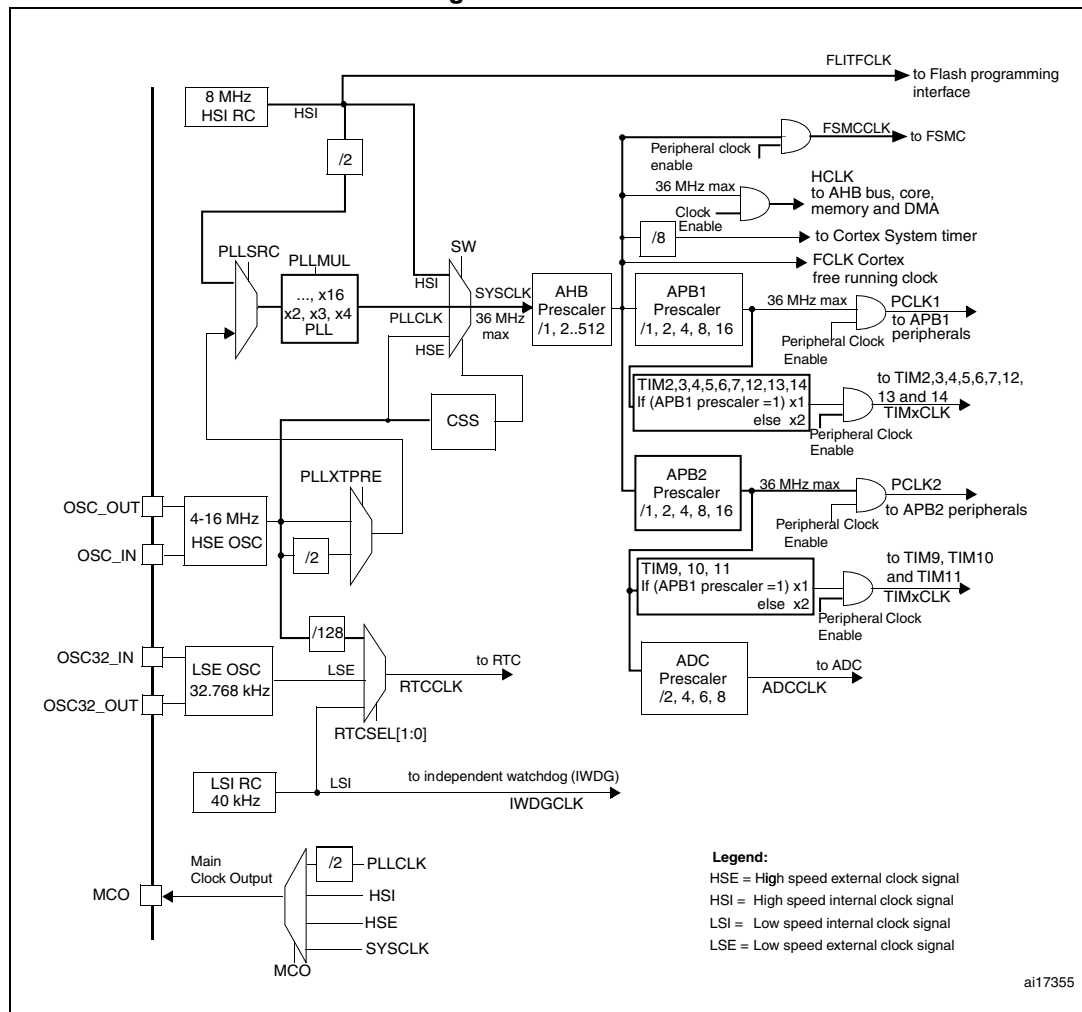 FLITFCLK
to Flash programming
interface
8 MHz
HSI RC
HSI
/2
FSMCCLK
to FSMC
Peripheral clock
enable
HCLK
to AHB bus, core,
memory and DMA
36 MHz max
Clock
Enable
/8
to Cortex System timer
FCLK Cortex
free running clock
PLLSRC
PLLMUL
..., x16
x2, x3, x4
PLL
SW
HSI
PLLCLK
HSE
SYSCLK
36 MHz
max
AHB
Prescaler
/1, 2..512
APB1
Prescaler
/1, 2, 4, 8, 16
36 MHz max
PCLK1
to APB1
peripherals
Peripheral Clock
Enable
TIM2,3,4,5,6,7,12,13,14
If (APB1 prescaler =1) x1
else x2
to TIM2,3,4,5,6,7,12,
13 and 14
TIMxCLK
Peripheral Clock
Enable
CSS
PLLXTPRE
OSC_OUT
OSC_IN
4-16 MHz
HSE OSC
/2
APB2
Prescaler
/1, 2, 4, 8, 16
36 MHz max
PCLK2
to APB2 peripherals
Peripheral Clock
Enable
TIM9, 10, 11
If (APB1 prescaler =1) x1
else x2
to TIM9, TIM10
and TIM11
TIMxCLK
Peripheral Clock
Enable
/128
OSC32_IN
OSC32_OUT
LSE OSC
32.768 kHz
LSE
to RTC
RTCCLK
RTCSEL[1:0]
ADC
Prescaler
/2, 4, 6, 8
to ADC
ADCCLK
LSI RC
40 kHz
LSI
to independent watchdog (IWDG)
IWDGCLK
MCO
Main
Clock Output
/2
PLLCLK
HSI
HSE
SYSCLK
MCO
Legend:
HSE = High speed external clock signal
HSI = High speed internal clock signal
LSI = Low speed internal clock signal
LSE = Low speed external clock signal
ai17355